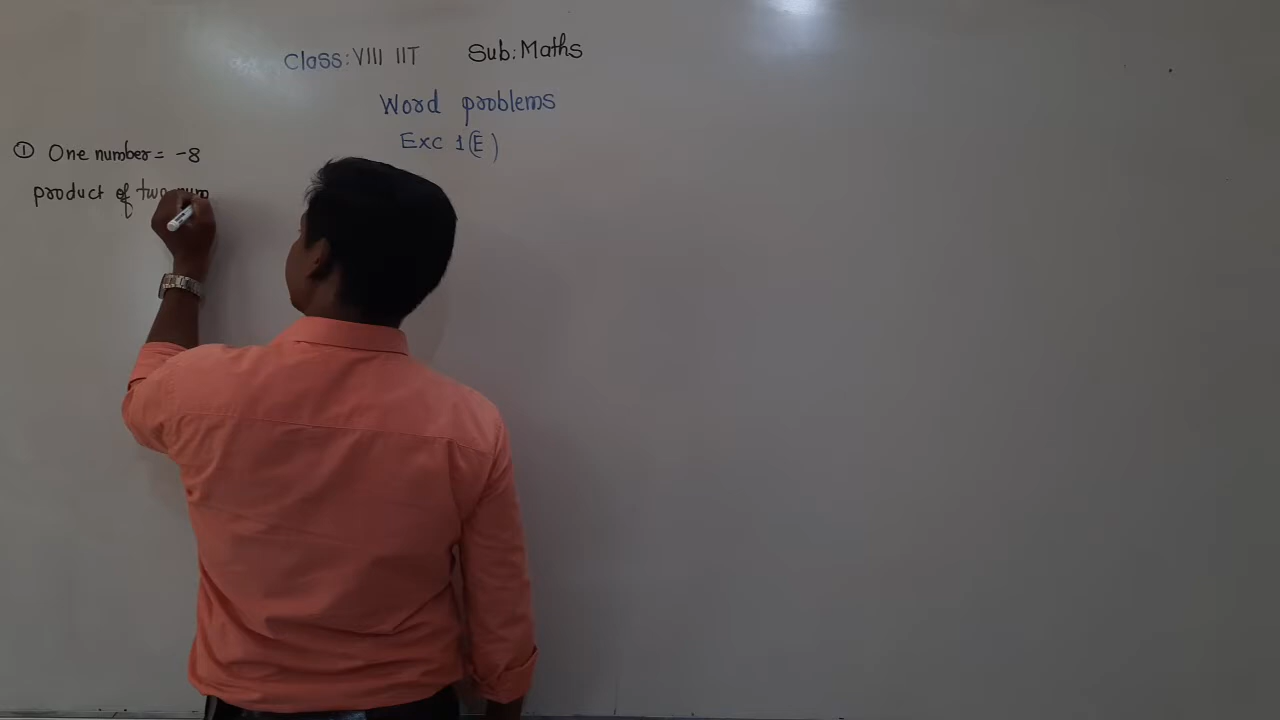 Class: VIII IIT Sub: Maths
Word problems
Exc 1(E)
① One number = -8
product of two num